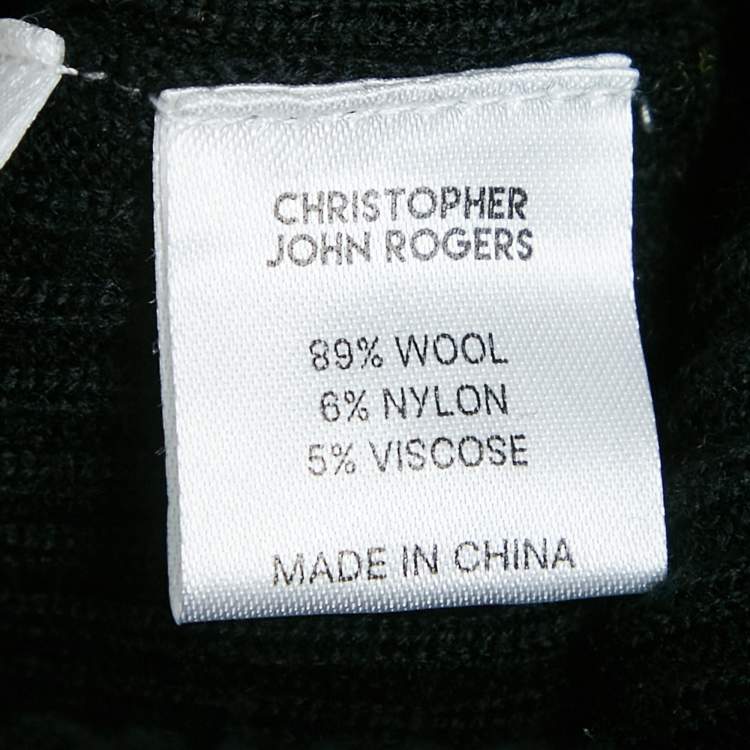 CHRISTOPHER
JOHN ROGERS
89% WOOL
6% NYLON
5% VISCOSE
MADE IN CHINA